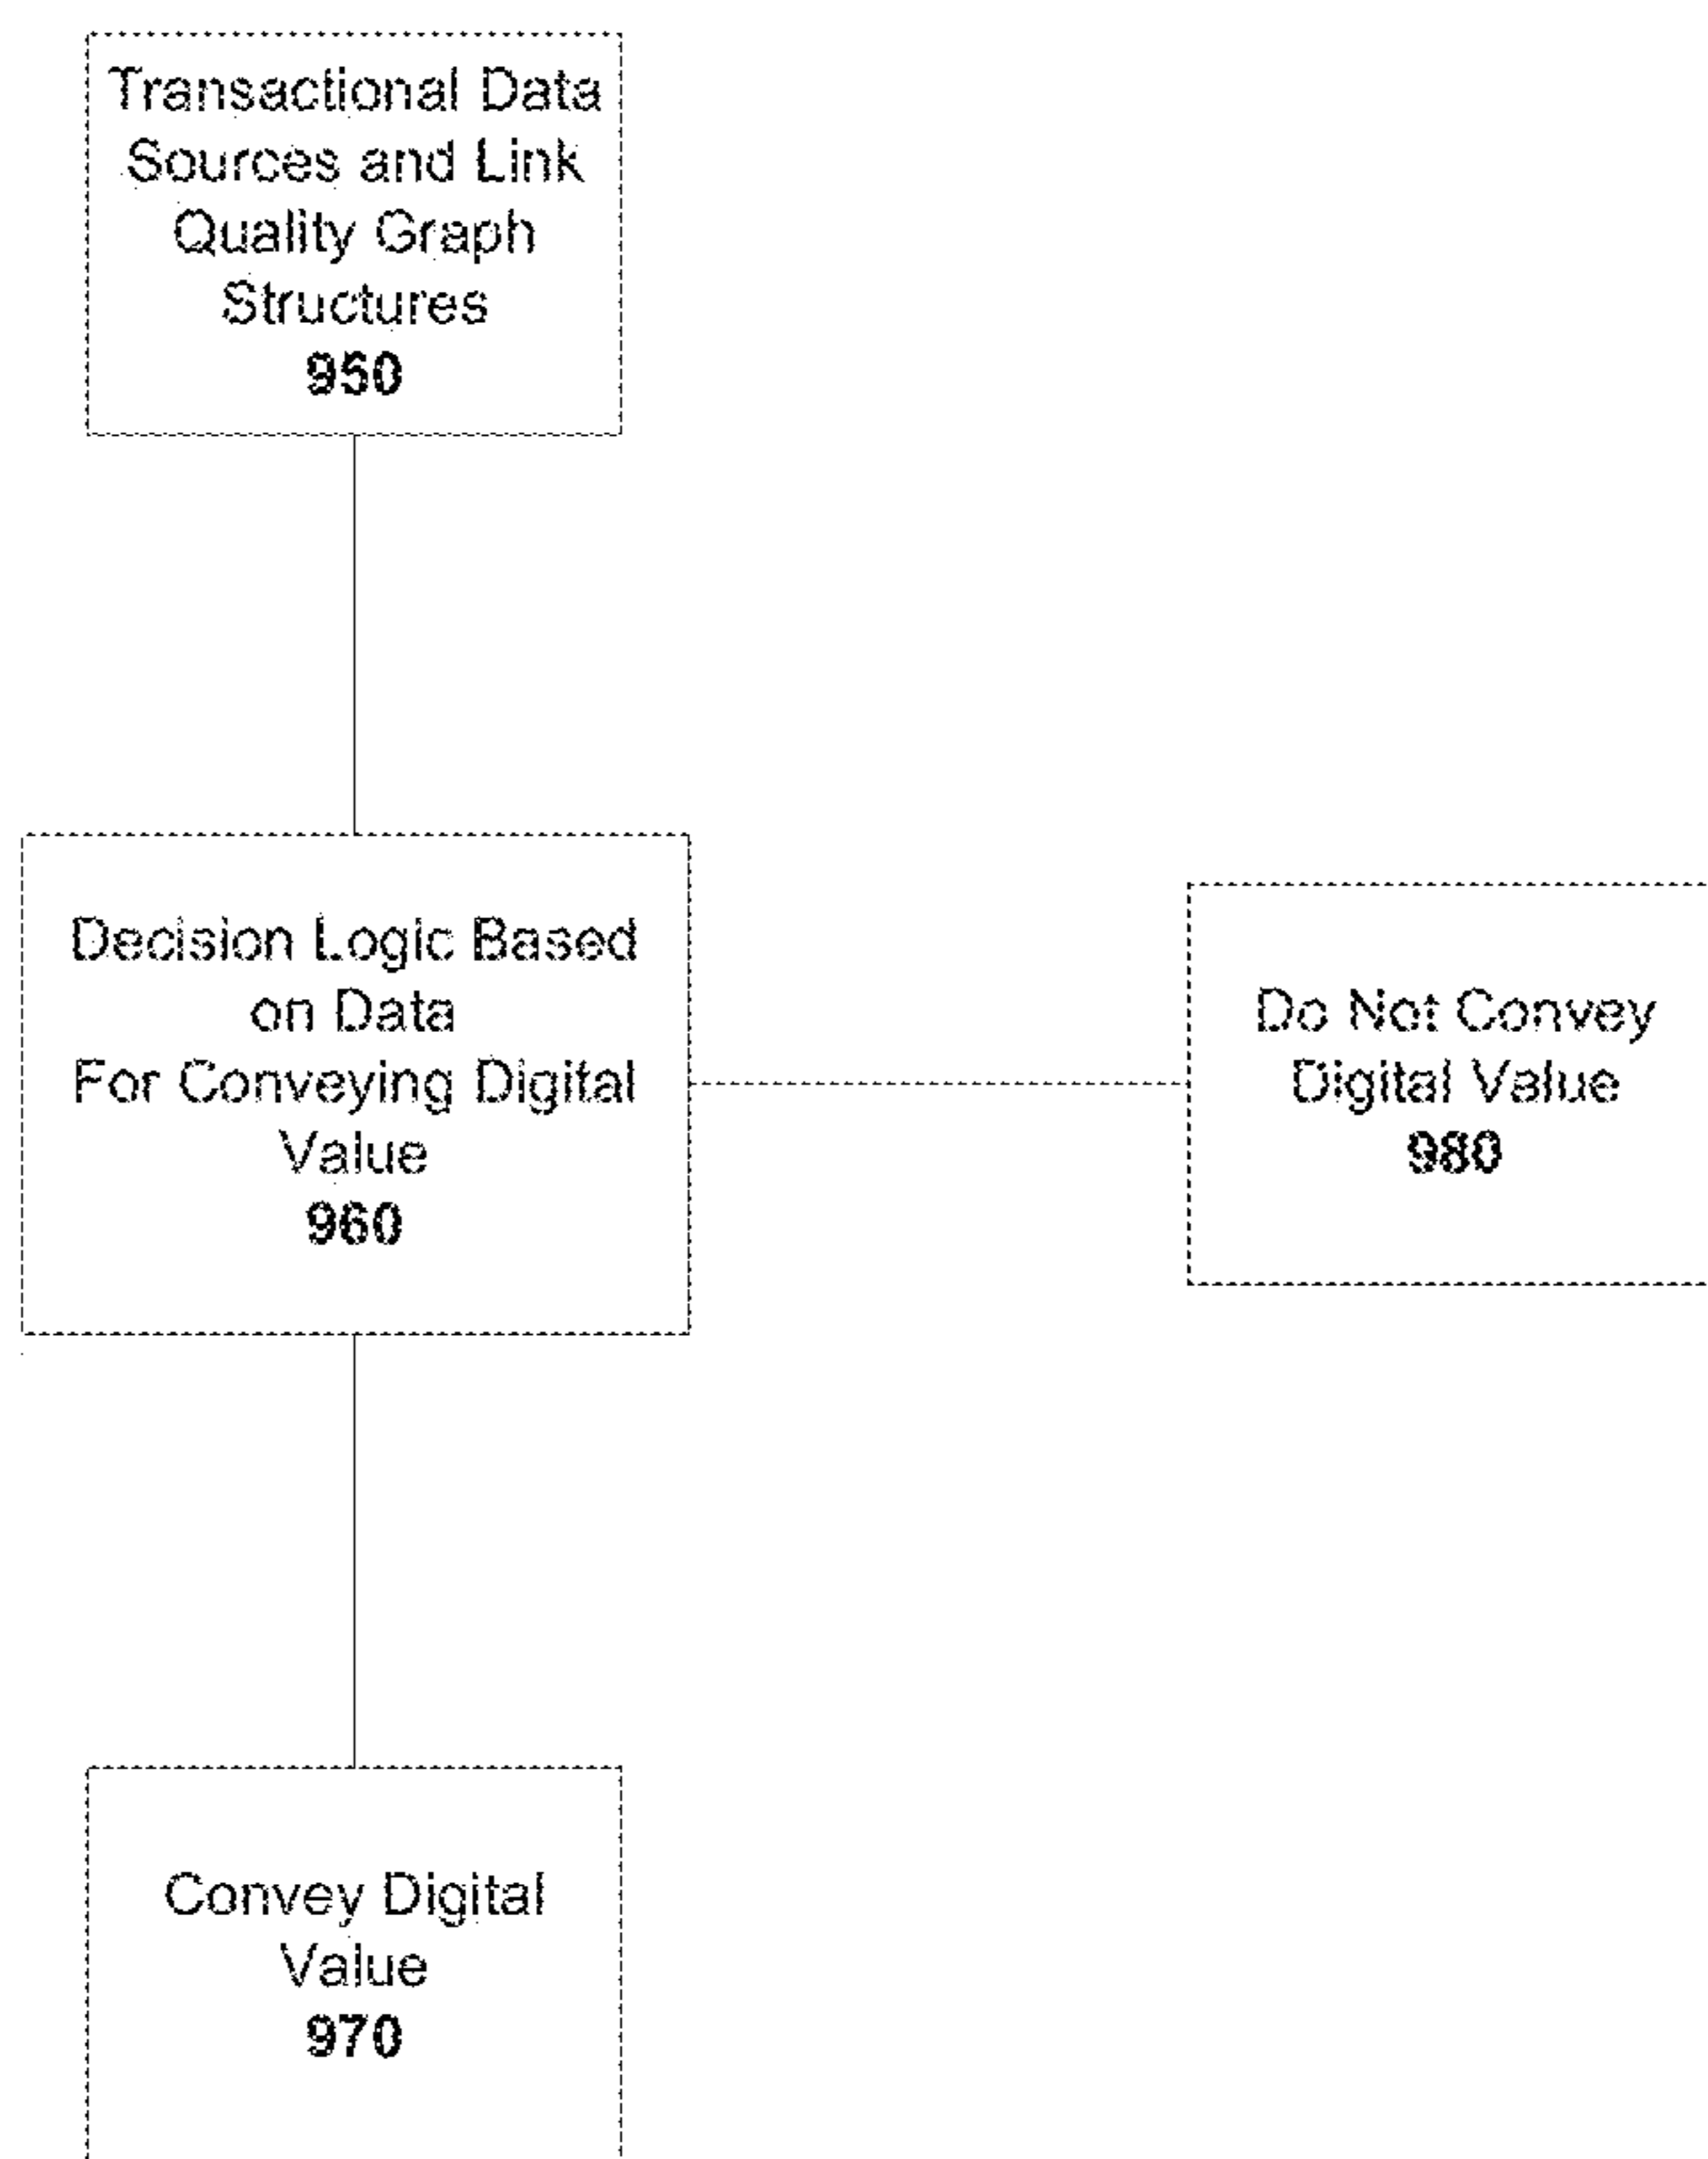 Transactional Data
Sources and Link
Quality Graph
Structures
950
Decision Logic Based
on Data
For Conveying Digital
Value
960
Do Not Convey
Digital Value
980
Convey Digital
Value
970